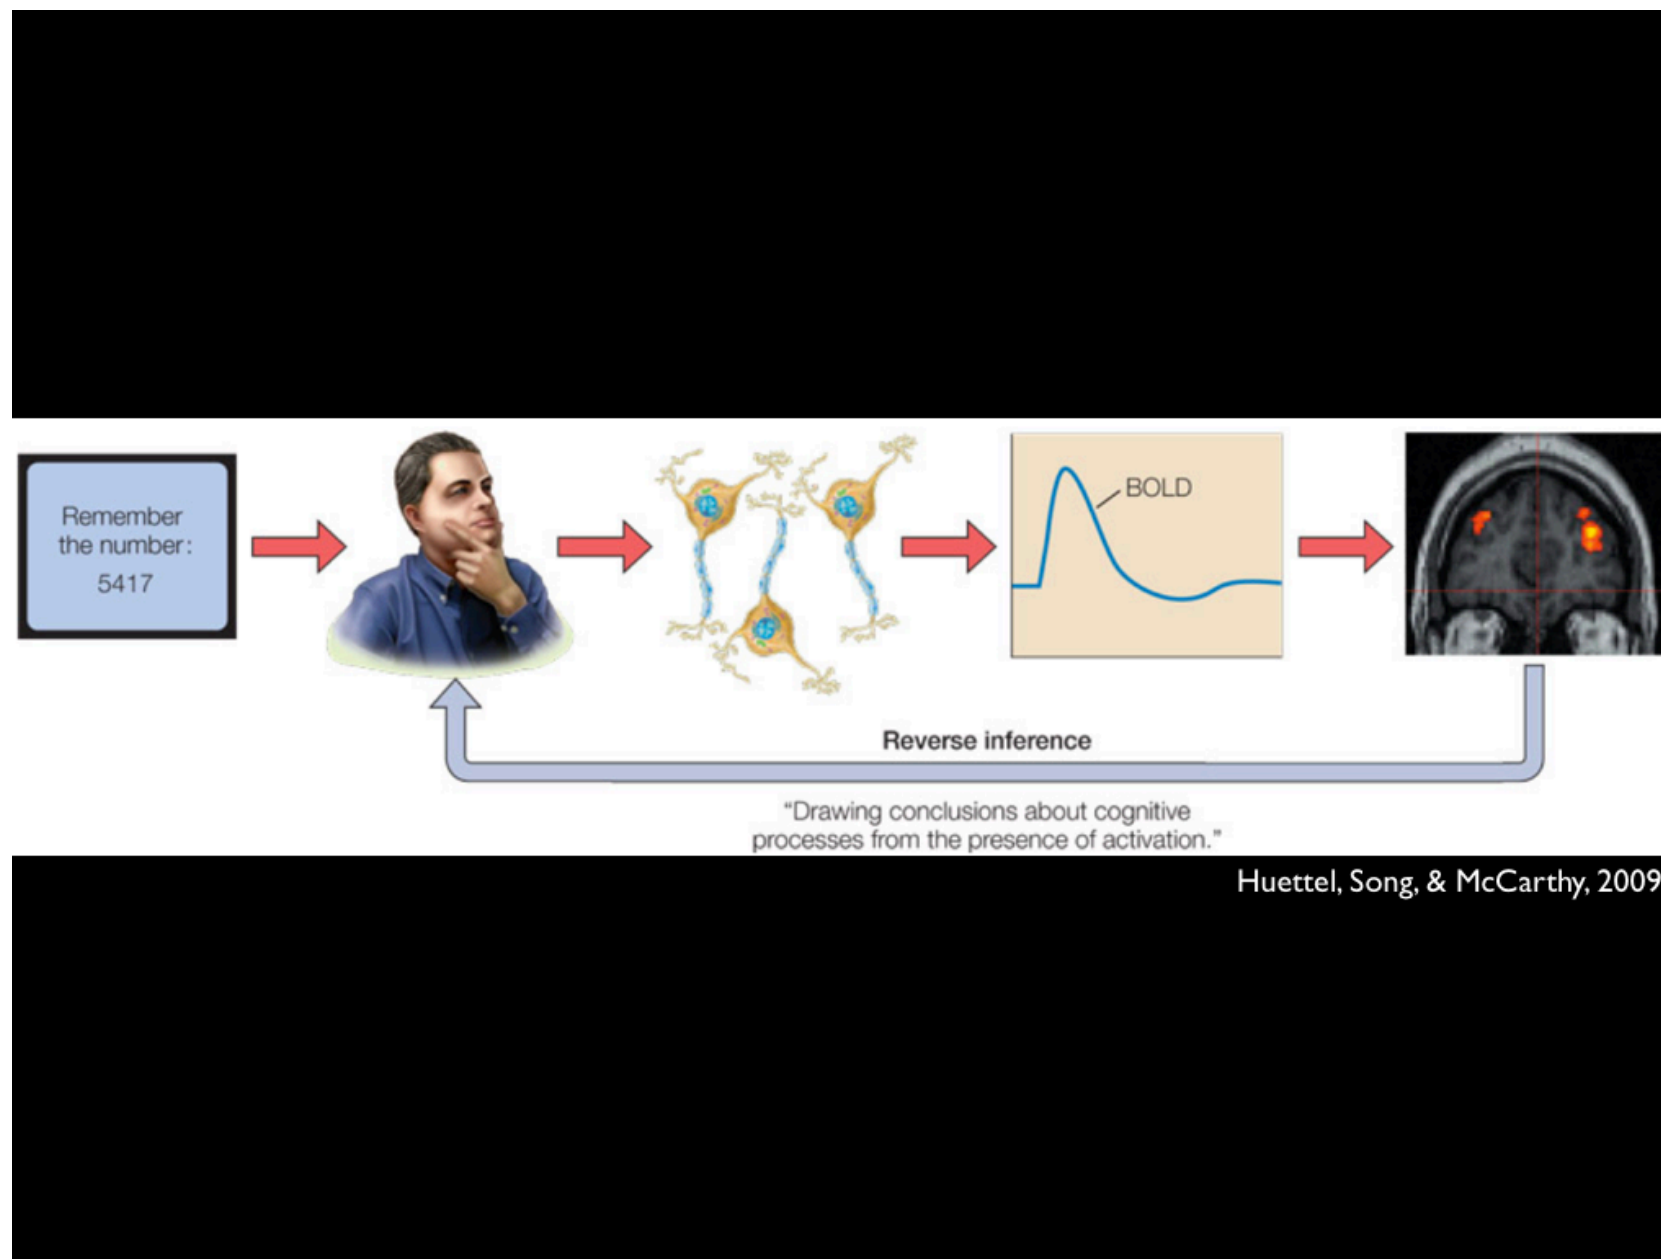 Remember
the number:
5417
BOLD
Reverse inference
“Drawing conclusions about cognitive
processes from the presence of activation.”
Huettel, Song, & McCarthy, 2009